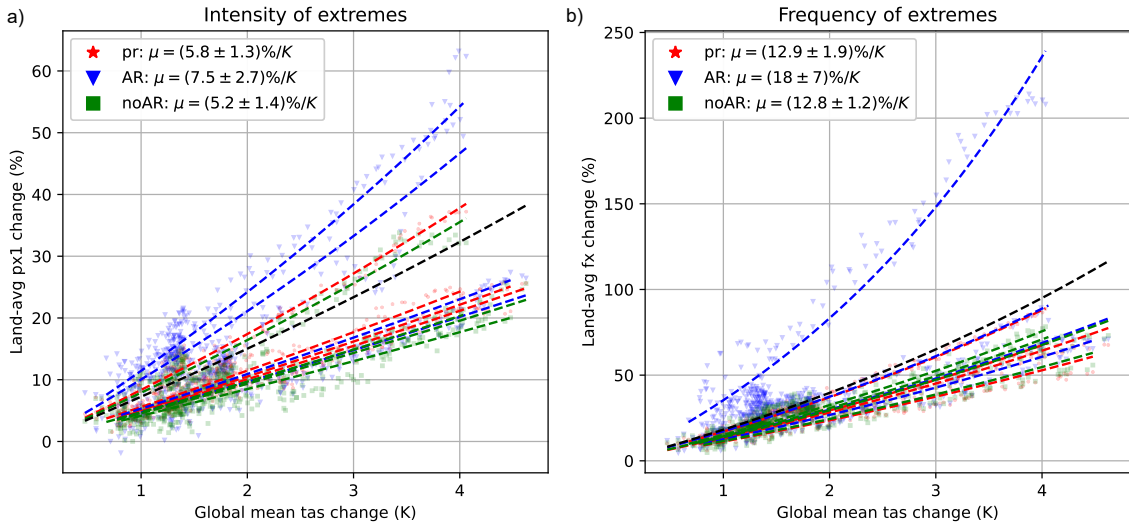 a)
Intensity of extremes
pr: μ = (5.8 ± 1.3)%/K
AR: μ = (7.5 ± 2.7)%/K
noAR: μ = (5.2 ± 1.4)%/K
Land-avg px1 change (%)
60
50
40
30
20
10
0
1 2 3 4
Global mean tas change (K)
b)
Frequency of extremes
pr: μ = (12.9 ± 1.9)%/K
AR: μ = (18 ± 7)%/K
noAR: μ = (12.8 ± 1.2)%/K
Land-avg fx change (%)
250
200
150
100
50
0
1 2 3 4
Global mean tas change (K)